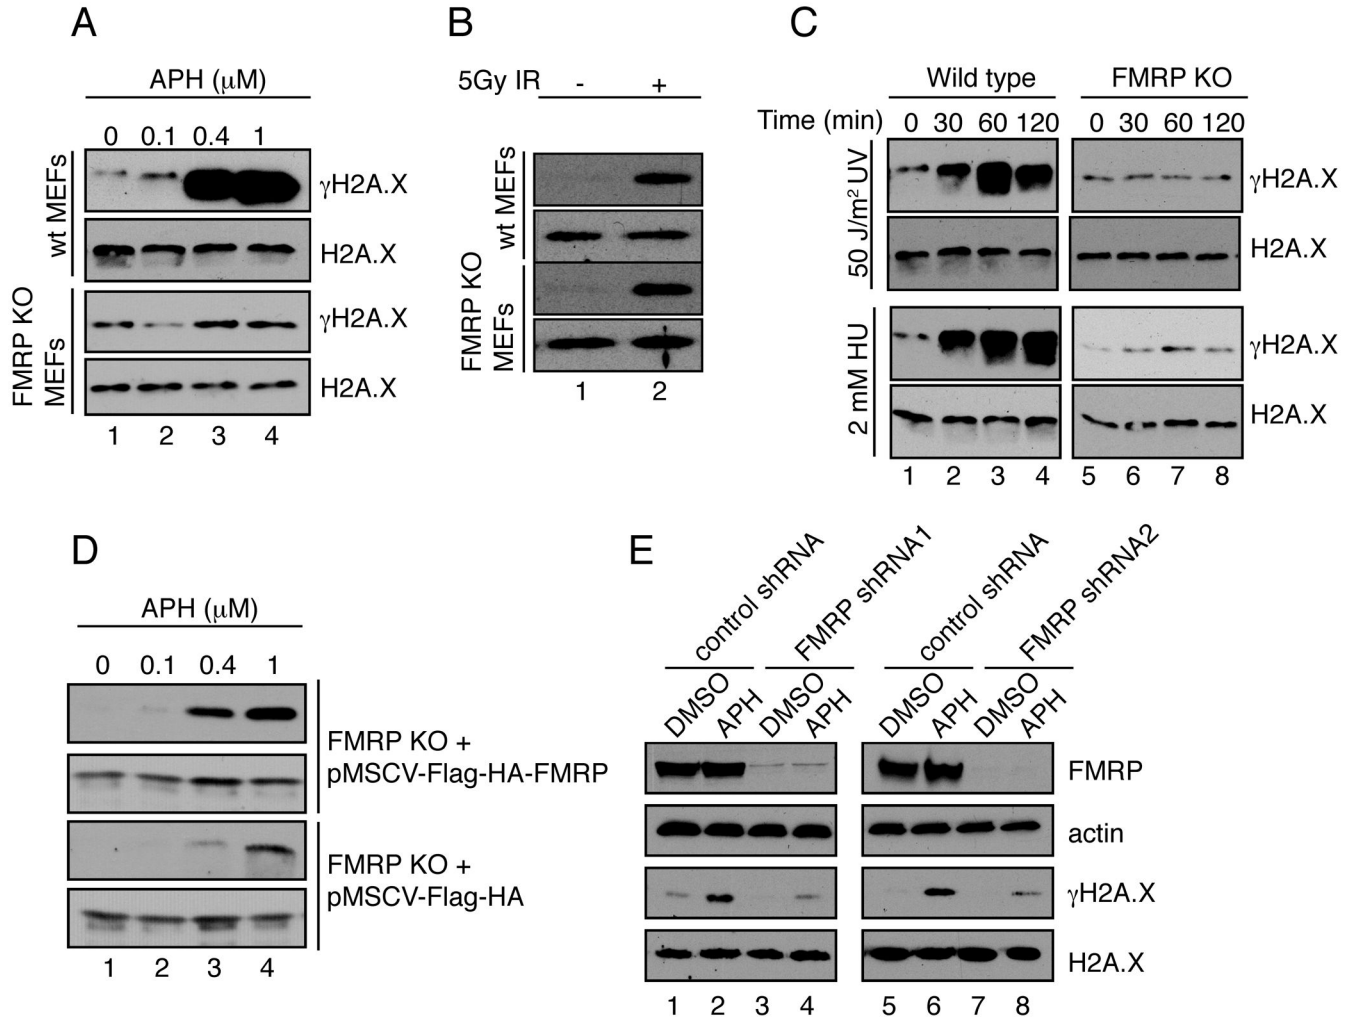 A
APH (μM)
0 0.1 0.4 1
wt MEFs
γH2A.X
H2A.X
FMRP KO
MEFs
γH2A.X
H2A.X
1 2 3 4
B
5Gy IR - +
wt MEFs
FMRP KO
MEFs
1 2
C
Wild type FMRP KO
Time (min) 0 30 60 120 0 30 60 120
50 J/m² UV
γH2A.X
H2A.X
2 mM HU
γH2A.X
H2A.X
1 2 3 4 5 6 7 8
D
APH (μM)
0 0.1 0.4 1
FMRP KO +
pMSCV-Flag-HA-FMRP
FMRP KO +
pMSCV-Flag-HA
1 2 3 4
E
control shRNA FMRP shRNA1 control shRNA FMRP shRNA2
DMSO APH DMSO APH DMSO APH DMSO APH
FMRP
actin
γH2A.X
H2A.X
1 2 3 4 5 6 7 8